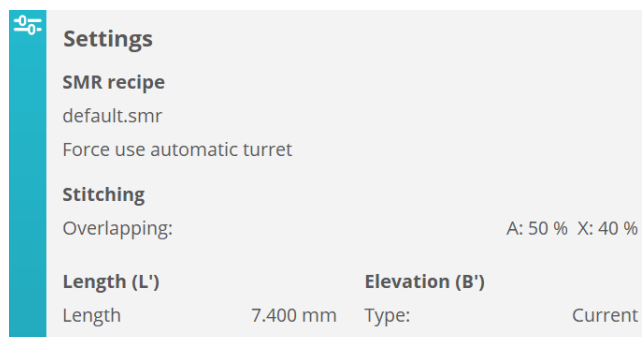 Settings
SMR recipe
default.smr
Force use automatic turret
Stitching
Overlapping: A: 50 % X: 40 %
Length (L') Elevation (B')
Length 7.400 mm Type: Current